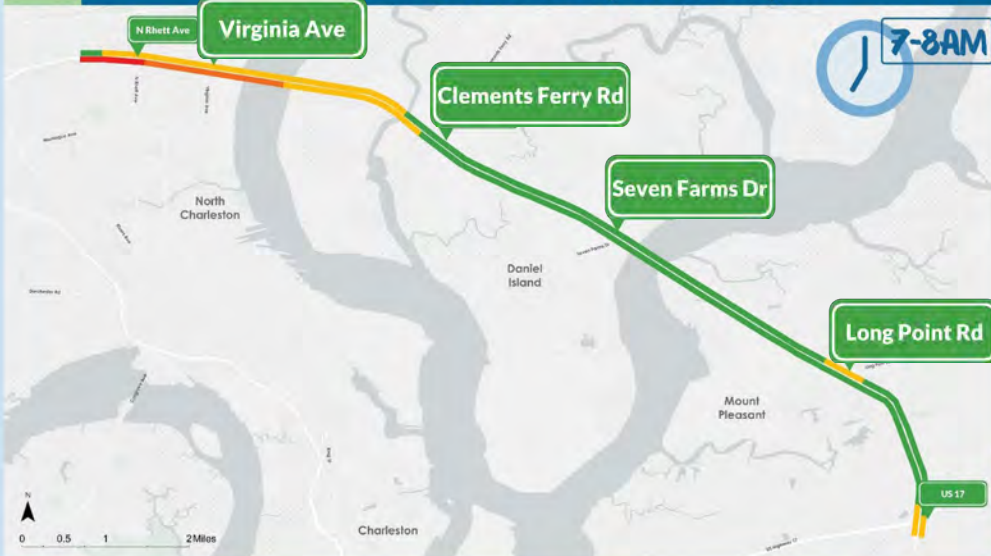 N Rhett Ave
Virginia Ave
7-8AM
Clements Ferry Rd
Seven Farms Dr
North
Charleston
Daniel
Island
Long Point Rd
Mount
Pleasant
US 17
N
0 0.5 1 2 Miles
Charleston